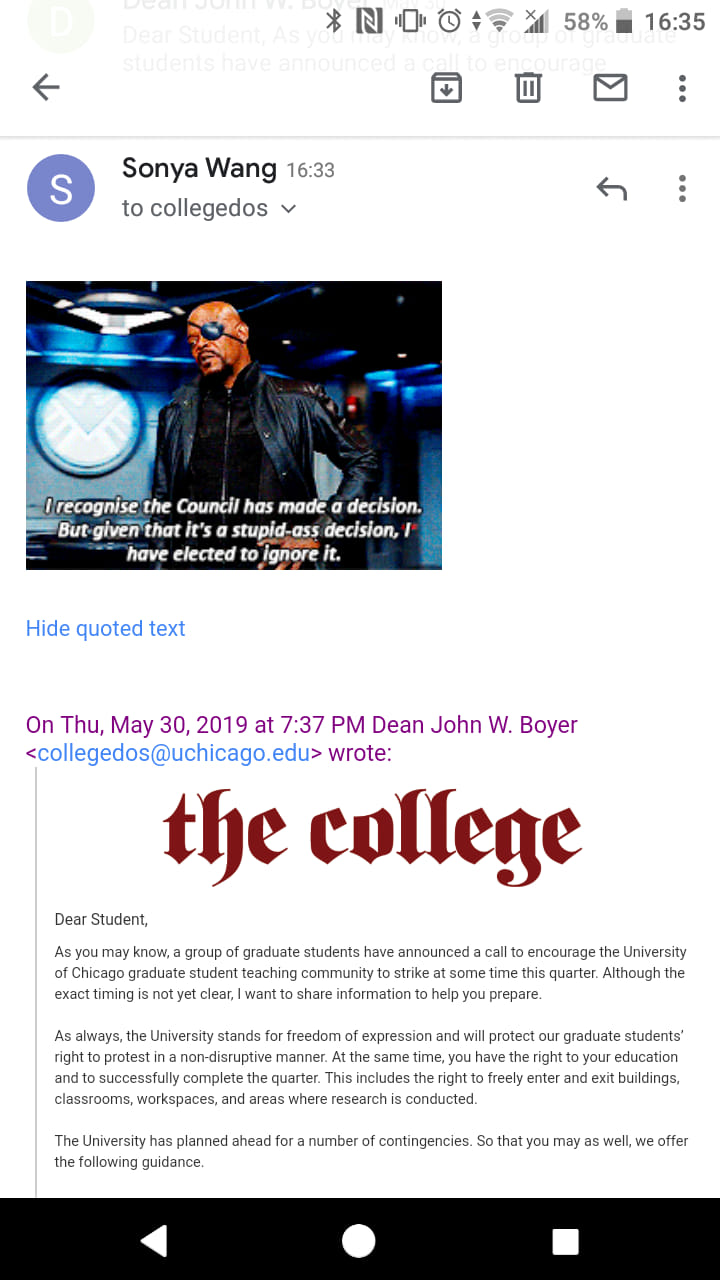 Dean John W. Boyer May 30
58% 16:35
Dear Student, As you may know, a group of graduate
students have announced a call to encourage
D
S
Sonya Wang 16:33
to collegedos
I recognise the Council has made a decision.
But given that it's a stupid-ass decision, I
have elected to ignore it.
Hide quoted text
On Thu, May 30, 2019 at 7:37 PM Dean John W. Boyer
<collegedos@uchicago.edu> wrote:
the college
Dear Student,
As you may know, a group of graduate students have announced a call to encourage the University
of Chicago graduate student teaching community to strike at some time this quarter. Although the
exact timing is not yet clear, I want to share information to help you prepare.
As always, the University stands for freedom of expression and will protect our graduate students'
right to protest in a non-disruptive manner. At the same time, you have the right to your education
and to successfully complete the quarter. This includes the right to freely enter and exit buildings,
classrooms, workspaces, and areas where research is conducted.
The University has planned ahead for a number of contingencies. So that you may as well, we offer
the following guidance.